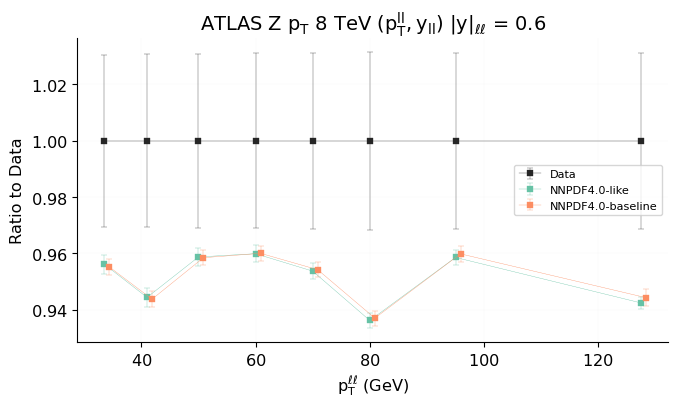 ATLAS Z p_T 8 TeV (p_T^ll, y_ll) |y|_ℓℓ = 0.6
Ratio to Data
1.02
1.00
0.98
0.96
0.94
Data
NNPDF4.0-like
NNPDF4.0-baseline
40 60 80 100 120
p_T^ℓℓ (GeV)